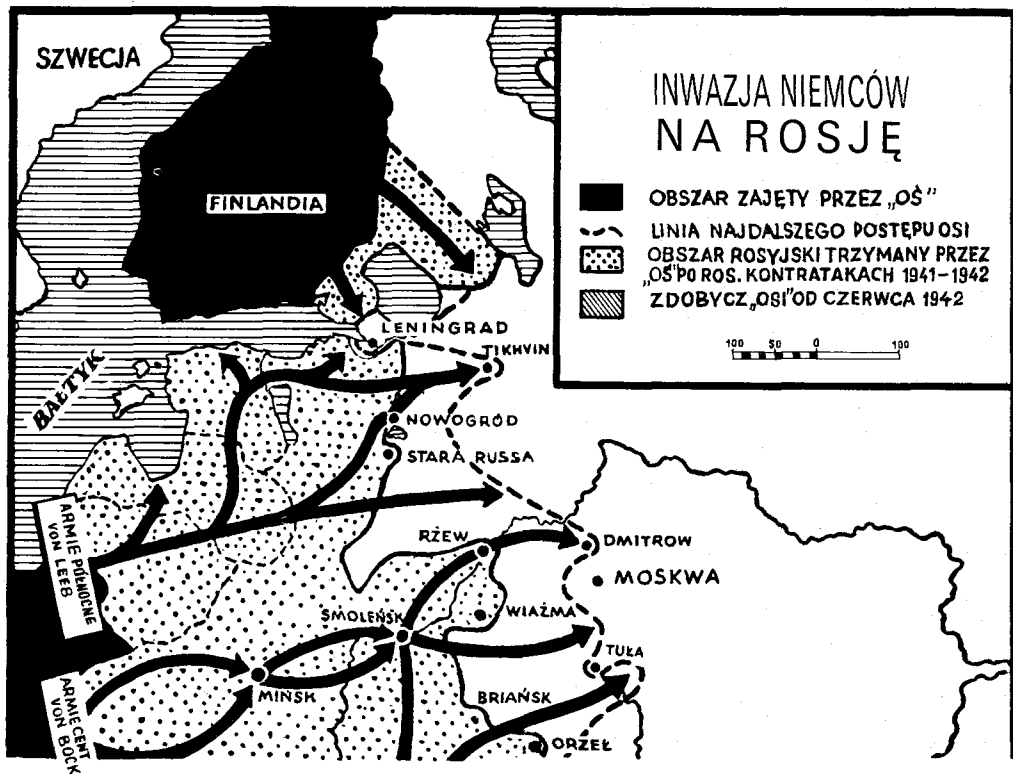 SZWECJA
INWAZJA NIEMCÓW
NA ROSJĘ
OBSZAR ZAJĘTY PRZEZ „OŚ”
LINIA NAJDALSZEGO POSTĘPU OSI
OBSZAR ROSYJSKI TRZYMANY PRZEZ
„OŚ” PO ROS. KONTRATAKACH 1941-1942
ZDOBYCZ „OSI” OD CZERWCA 1942
100 50 0 100
FINLANDIA
LENINGRAD
TIKHVIN
BAŁTYK
NOWOGRÓD
STARA RUSSA
ARMIE PÓŁNOCNE
VON LEEB
RŻEW
DMITROW
MOSKWA
SMOLEŃSK
WIAŹMA
TUŁA
MIŃSK
BRIAŃSK
ARMIE CENT
VON BOCK
ORZEŁ